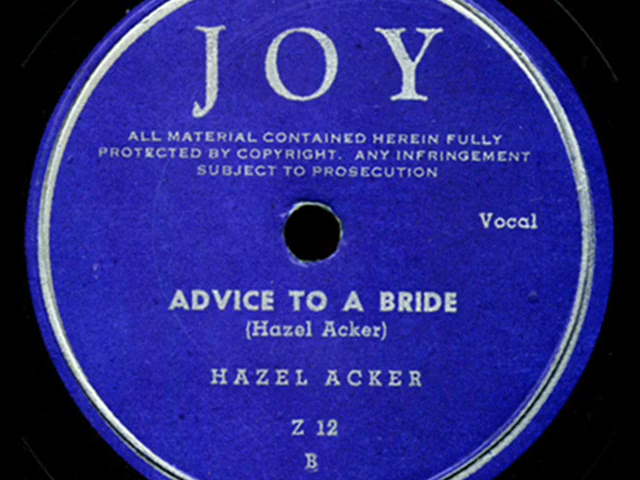 JOY
ALL MATERIAL CONTAINED HEREIN FULLY
PROTECTED BY COPYRIGHT. ANY INFRINGEMENT
SUBJECT TO PROSECUTION
Vocal
ADVICE TO A BRIDE
(Hazel Acker)
HAZEL ACKER
Z 12
B